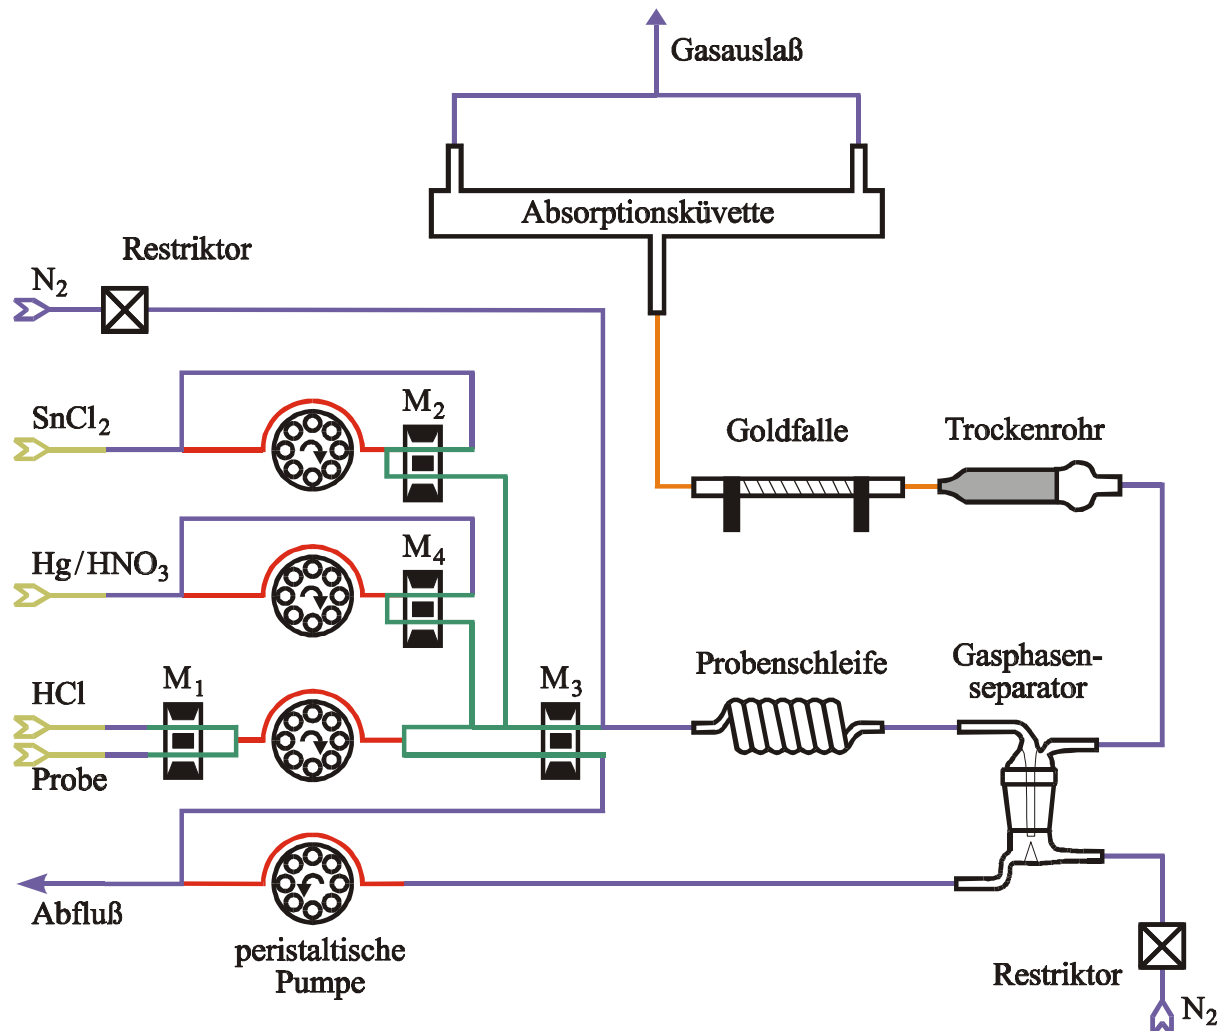 Gasauslaß
Absorptionsküvette
Restriktor
N2
SnCl2
M2
Goldfalle
Trockenrohr
Hg/HNO3
M4
HCl
M1
M3
Probenschleife
Gasphasen-
separator
Probe
Abfluß
peristaltische
Pumpe
Restriktor
N2